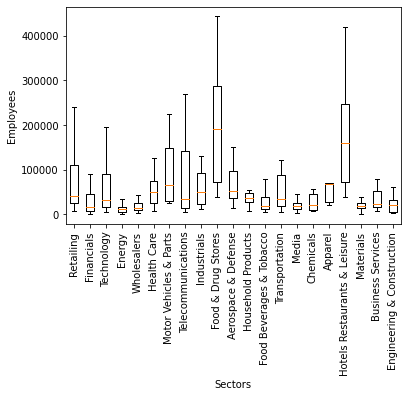 400000
300000
200000
100000
0
Employees
Retailing
Financials
Technology
Energy
Wholesalers
Health Care
Motor Vehicles & Parts
Telecommunications
Industrials
Food & Drug Stores
Aerospace & Defense
Household Products
Food Beverages & Tobacco
Transportation
Media
Chemicals
Apparel
Hotels Restaurants & Leisure
Materials
Business Services
Engineering & Construction
Sectors